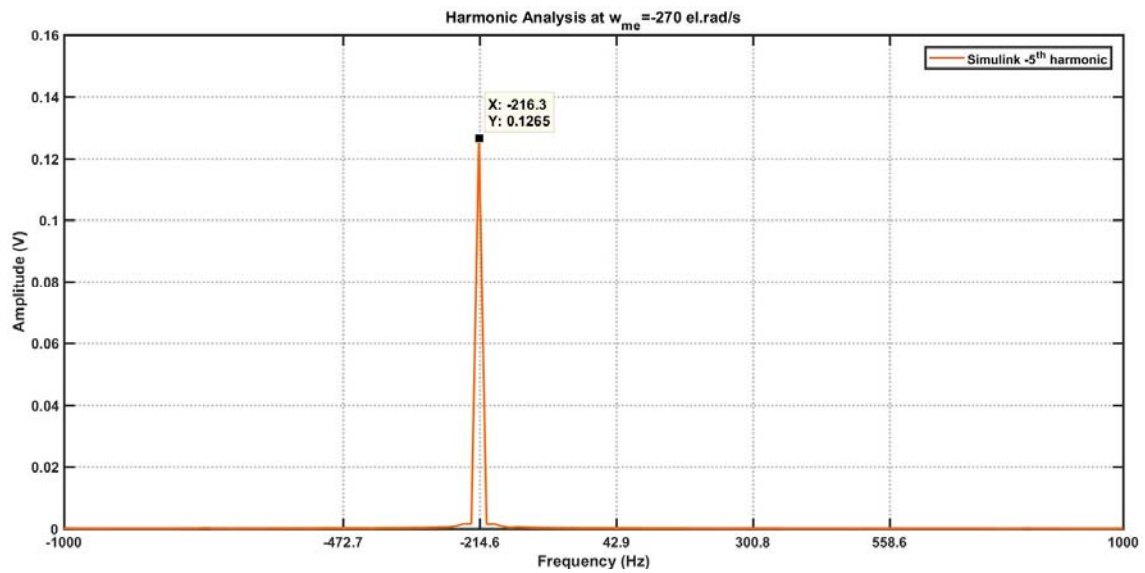 Harmonic Analysis at w_me=-270 el.rad/s
Simulink -5th harmonic
X: -216.3
Y: 0.1265
Amplitude (V)
0.16
0.14
0.12
0.1
0.08
0.06
0.04
0.02
0
-1000
-472.7
-214.6
42.9
300.8
558.6
1000
Frequency (Hz)